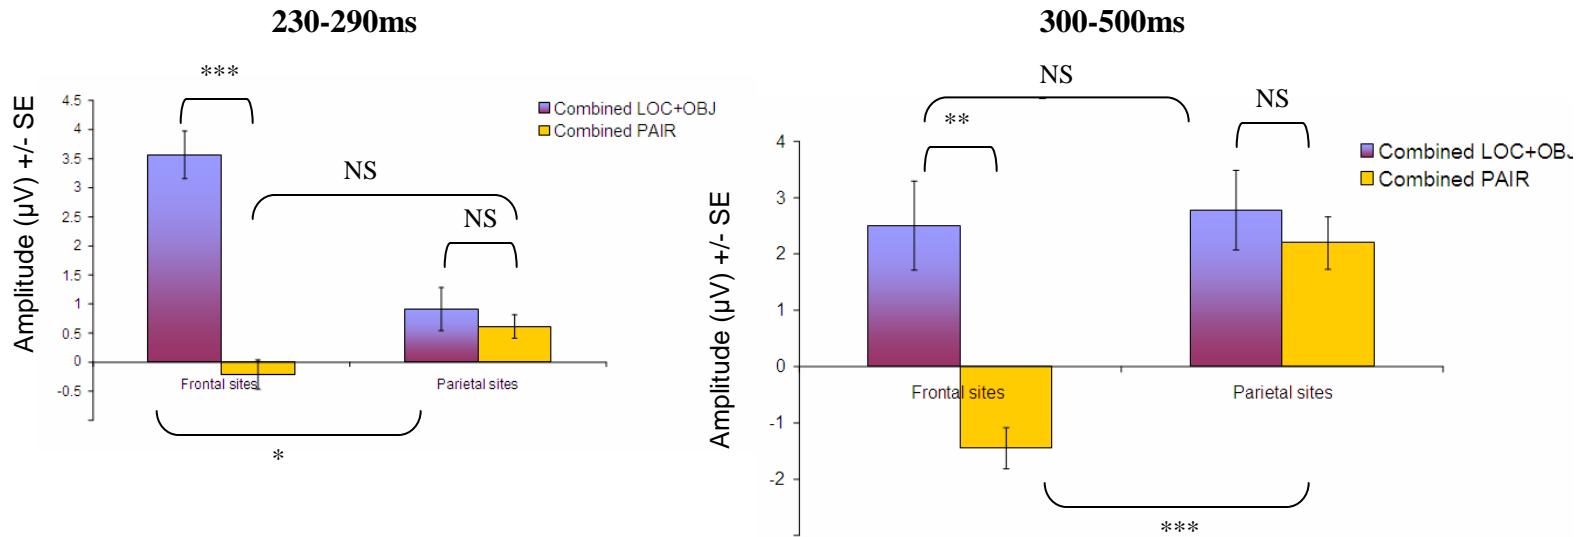 230-290ms
***
Amplitude (µV) +/- SE
4.5
4
3.5
3
2.5
2
1.5
1
0.5
0
-0.5
Combined LOC+OBJ
Combined PAIR
NS
NS
Frontal sites
Parietal sites
*
300-500ms
NS
NS
**
Amplitude (µV) +/- SE
4
3
2
1
0
-1
-2
Combined LOC+OBJ
Combined PAIR
Frontal sites
Parietal sites
***